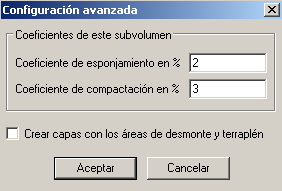 Configuración avanzada
Coeficientes de este subvolumen
Coeficiente de esponjamiento en % 2
Coeficiente de compactación en % 3
Crear capas con los áreas de desmonte y terraplén
Aceptar Cancelar